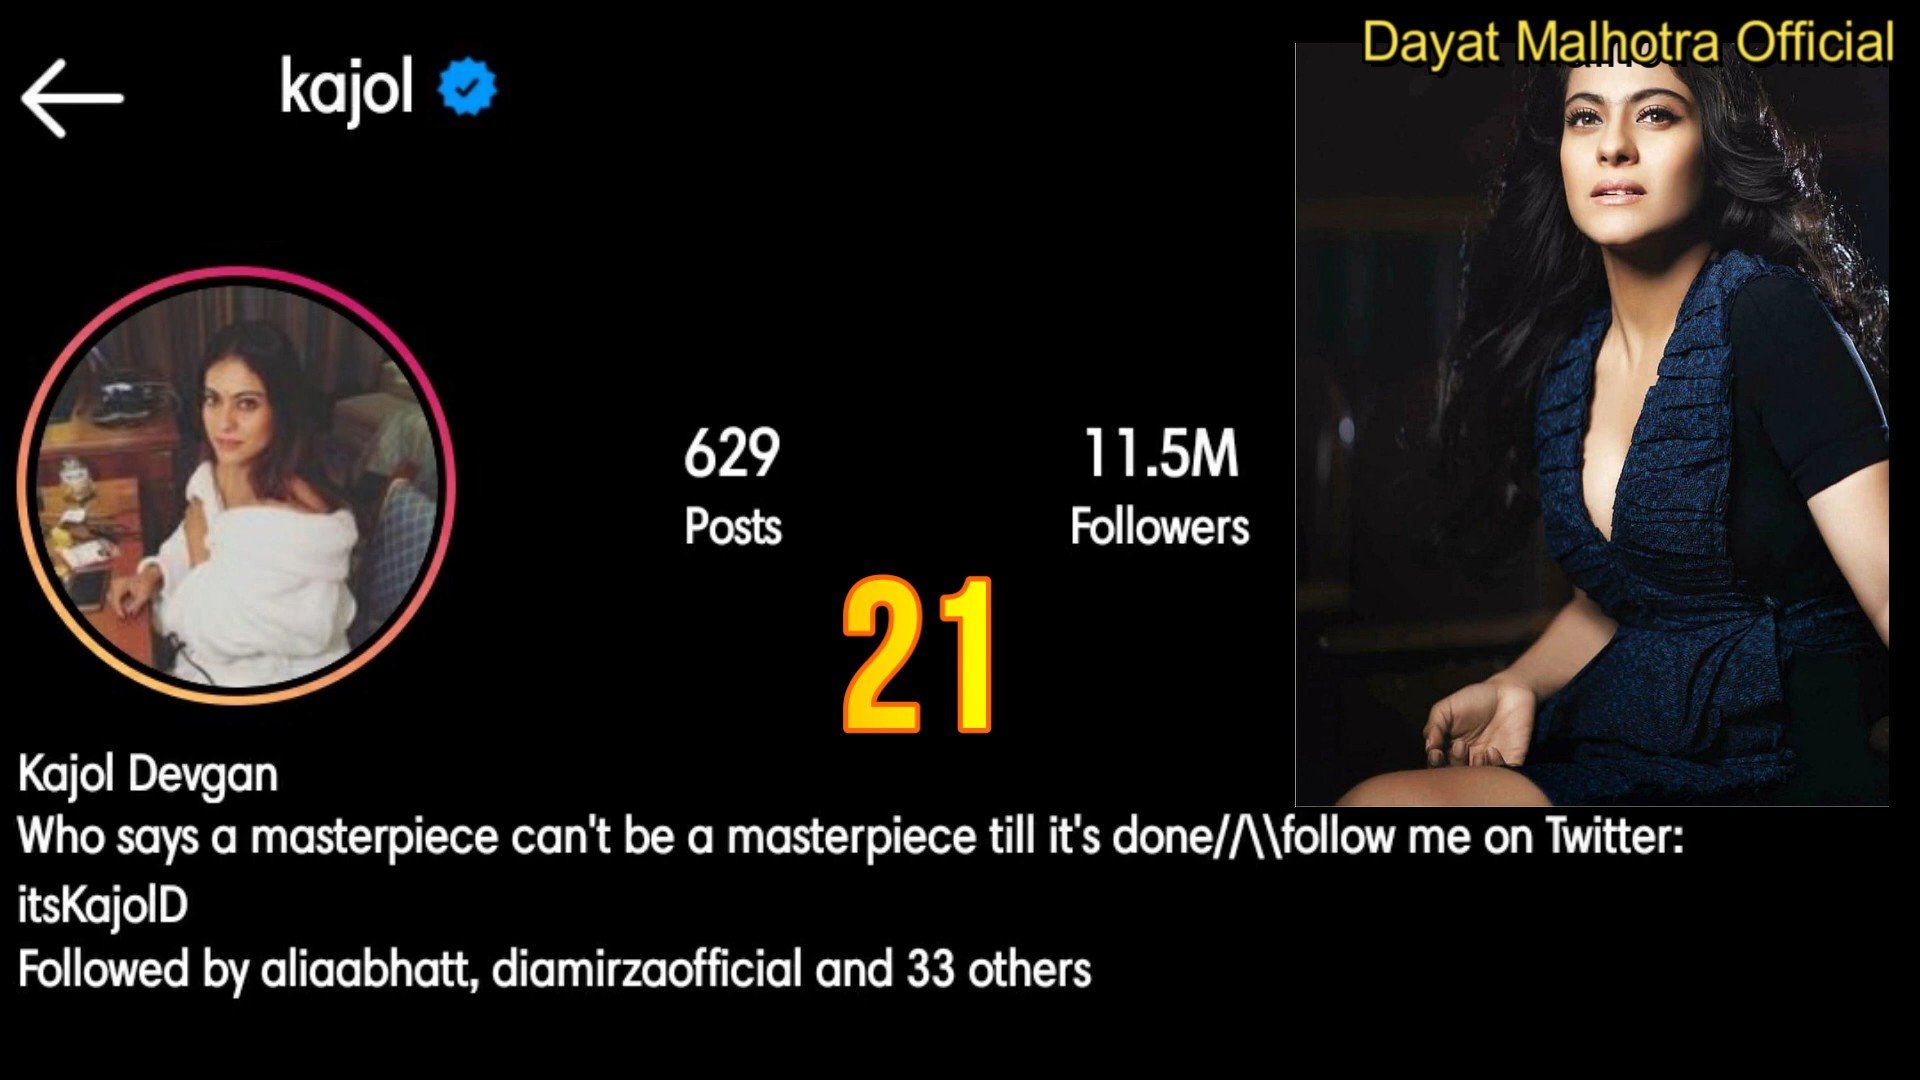 Dayat Malhotra Official
kajol
629
Posts
11.5M
Followers
21
Kajol Devgan
Who says a masterpiece can't be a masterpiece till it's done//\\follow me on Twitter:
itsKajolD
Followed by aliaabhatt, diamirzaofficial and 33 others